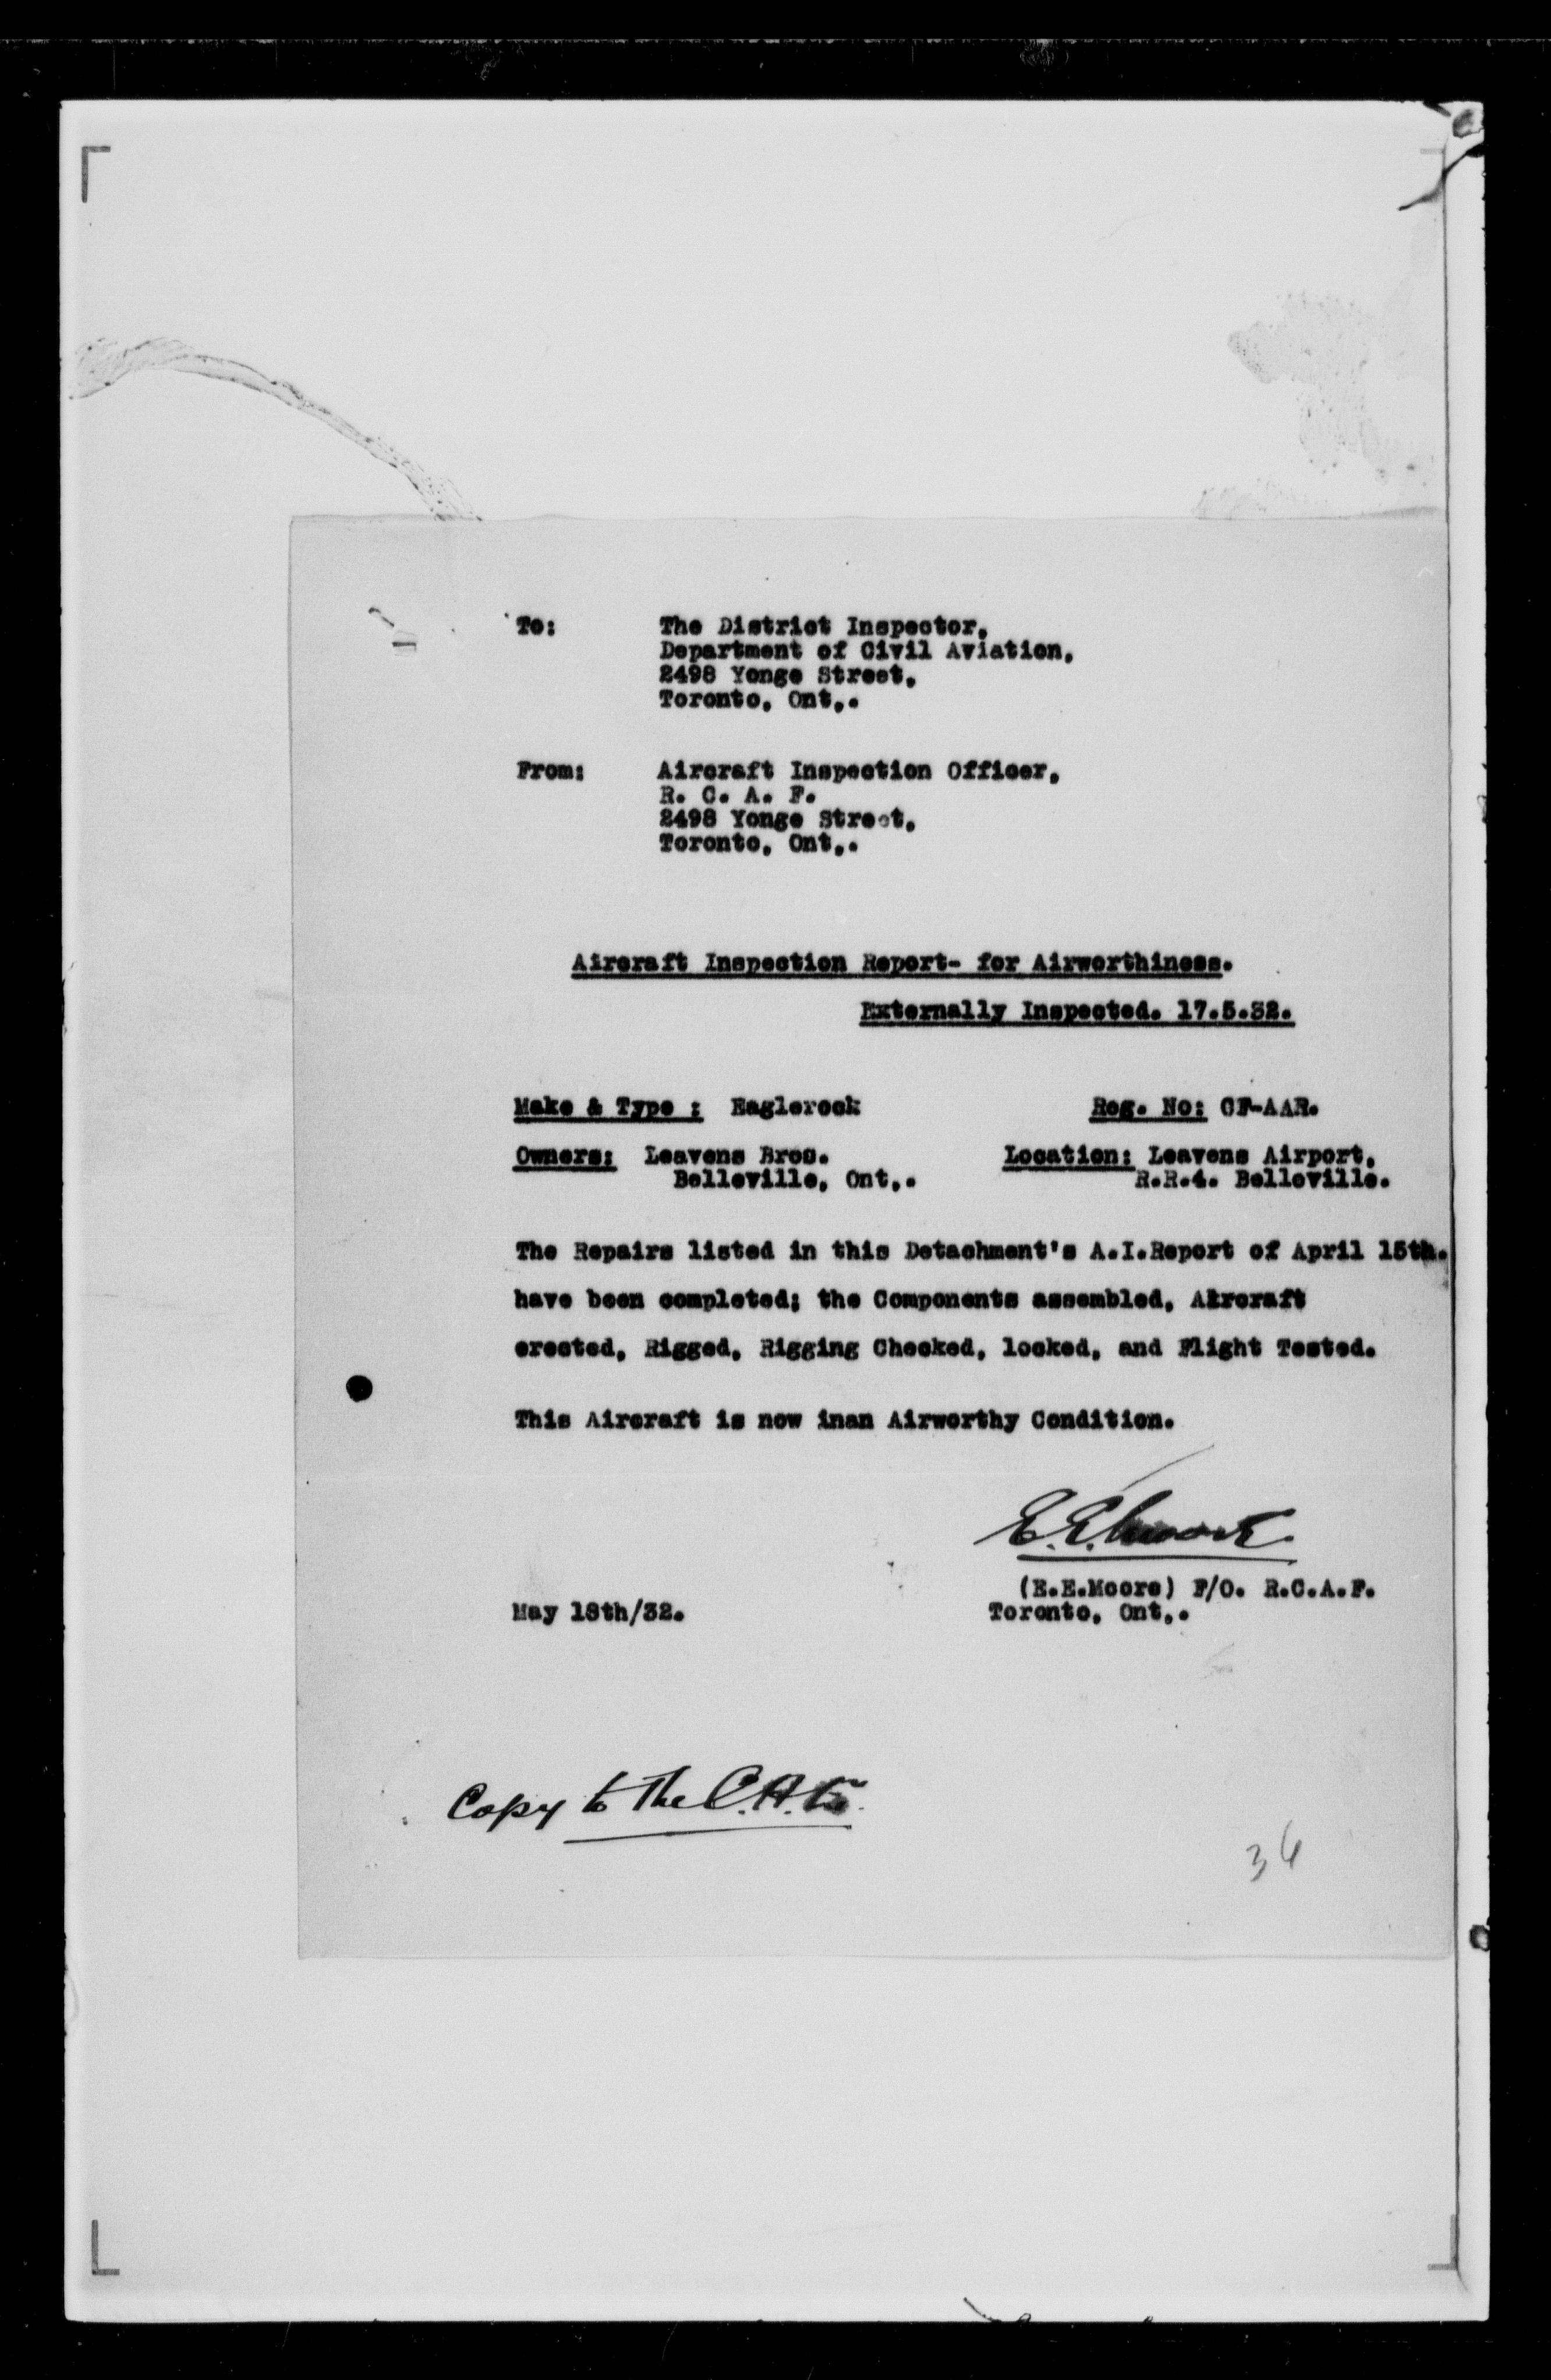 To: The District Inspector,
Department of Civil Aviation,
2498 Yonge Street,
Toronto, Ont,.
From: Aircraft Inspection Officer,
R. C. A. F.
2498 Yonge Street,
Toronto, Ont,.
Aircraft Inspection Report- for Airworthiness.
Externally Inspected. 17.5.32.
Make & Type : Eaglerock Reg. No: CF-AAR.
Owners: Leavens Bros. Location: Leavens Airport,
Belleville, Ont,. R.R.4. Belleville.
The Repairs listed in this Detachment's A.I.Report of April 15th.
have been completed; the Components assembled, Aircraft
erected, Rigged, Rigging Checked, locked, and Flight Tested.
This Aircraft is now inan Airworthy Condition.
E.E.Moore
(E.E.Moore) F/O. R.C.A.F.
May 18th/32. Toronto, Ont,.
Copy to the C.A.
36